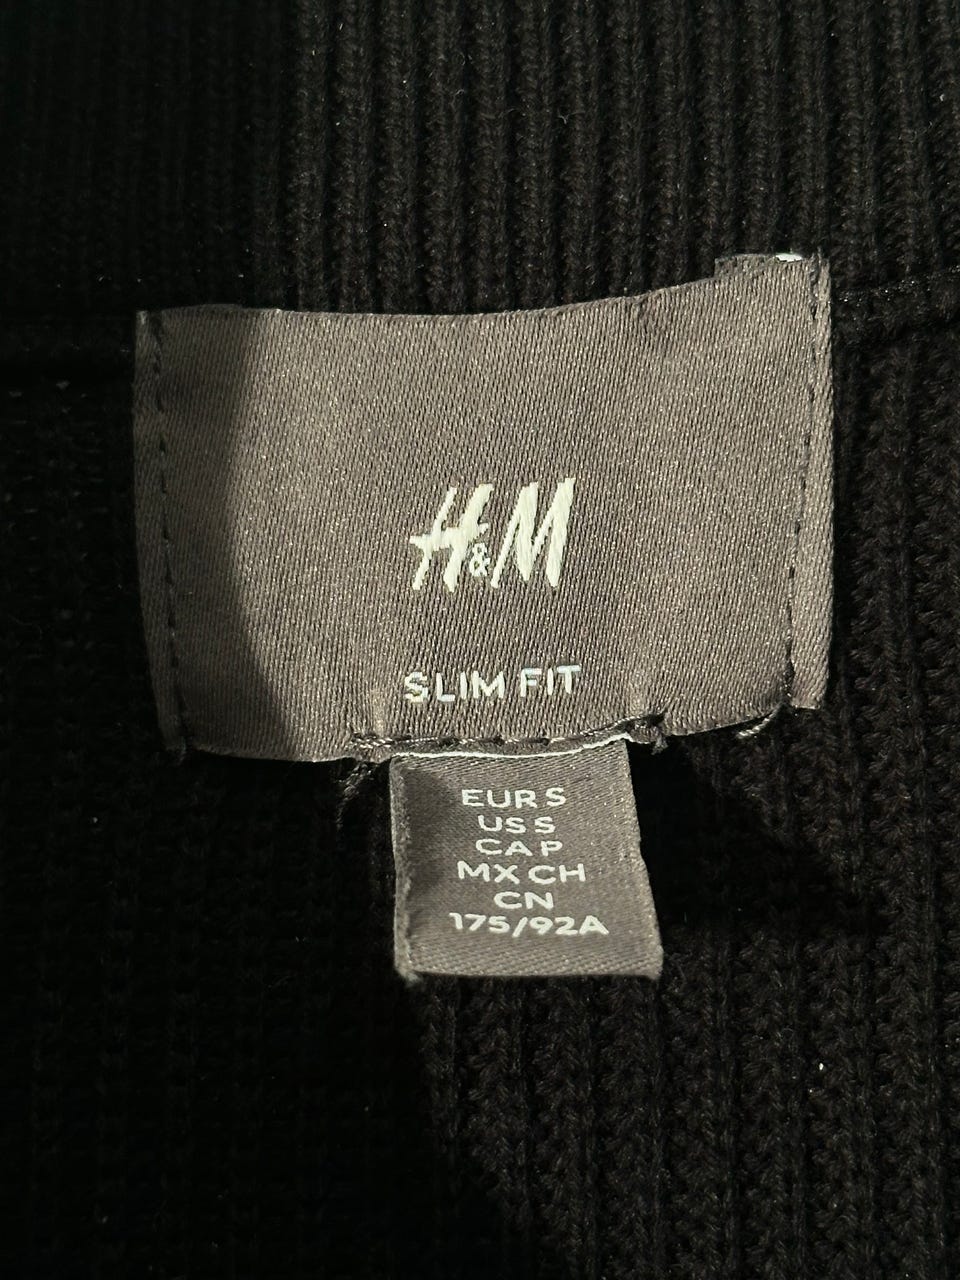 H&M
SLIM FIT
EUR S
US S
CA P
MX CH
CN
175/92A